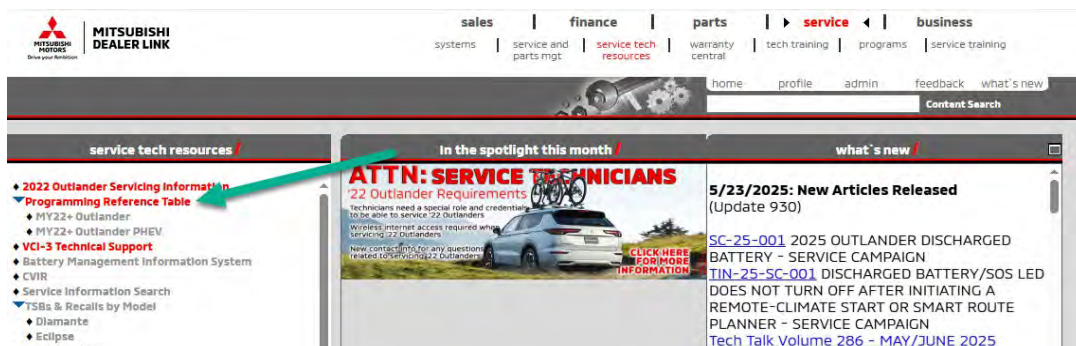 MITSUBISHI MOTORS
Drive your Ambition
MITSUBISHI
DEALER LINK
sales | finance | parts | service | business
systems | service and parts mgt | service tech resources | warranty central | tech training | programs | service training
home profile admin feedback what's new
Content Search
service tech resources
2022 Outlander Servicing Information
Programming Reference Table
MY22+ Outlander
MY22+ Outlander PHEV
VCI-3 Technical Support
Battery Management Information System
CVIR
Service Information Search
TSBs & Recalls by Model
Diamante
Eclipse
In the spotlight this month
ATTN: SERVICE TECHNICIANS
'22 Outlander Requirements
Technicians need a special role and credentials
to be able to service '22 Outlanders
Wireless internet access required when
servicing '22 Outlanders
New contact info for any questions
related to servicing '22 Outlanders
CLICK HERE
FOR MORE
INFORMATION
what`s new
5/23/2025: New Articles Released
(Update 930)
SC-25-001 2025 OUTLANDER DISCHARGED
BATTERY - SERVICE CAMPAIGN
TIN-25-SC-001 DISCHARGED BATTERY/SOS LED
DOES NOT TURN OFF AFTER INITIATING A
REMOTE-CLIMATE START OR SMART ROUTE
PLANNER - SERVICE CAMPAIGN
Tech Talk Volume 286 - MAY/JUNE 2025